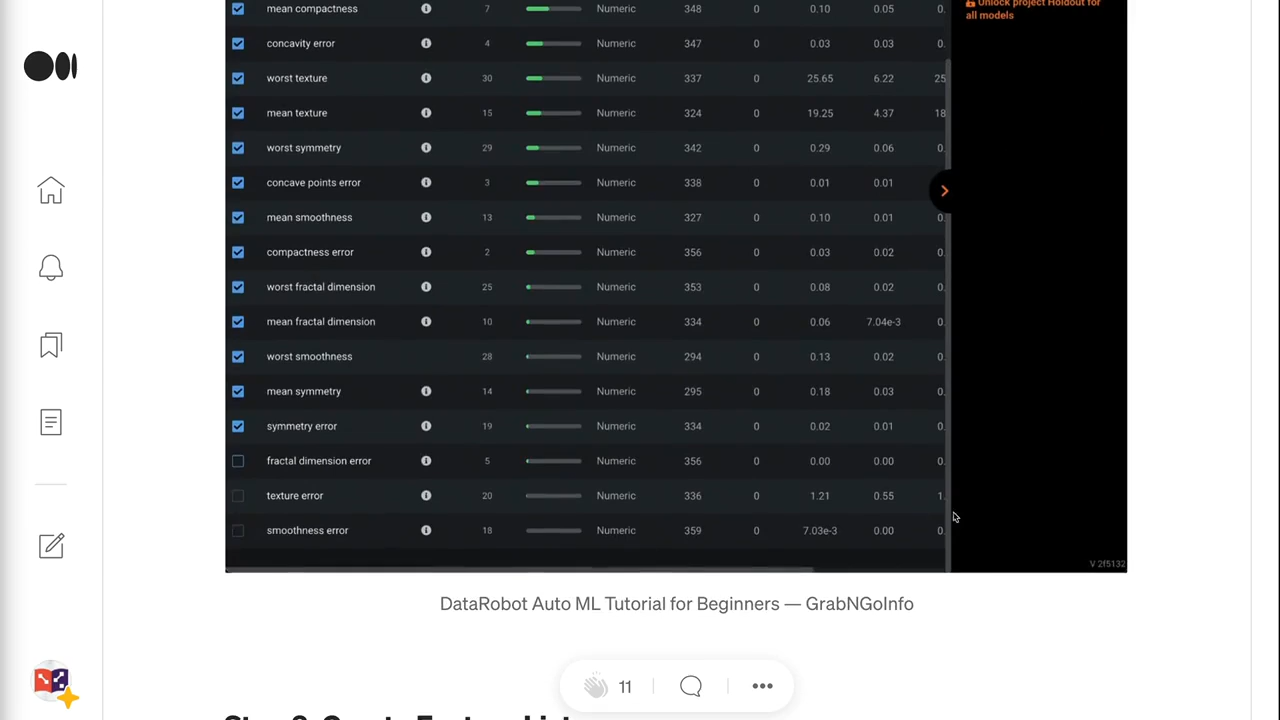 Unlock project Holdout for
all models
mean compactness 7 Numeric 348 0 0.10 0.05 0.
concavity error 4 Numeric 347 0 0.03 0.03 0.
worst texture 30 Numeric 337 0 25.65 6.22 25
mean texture 15 Numeric 324 0 19.25 4.37 18
worst symmetry 29 Numeric 342 0 0.29 0.06 0.
concave points error 3 Numeric 338 0 0.01 0.01 0.
mean smoothness 13 Numeric 327 0 0.10 0.01 0.
compactness error 2 Numeric 356 0 0.03 0.02 0.
worst fractal dimension 25 Numeric 353 0 0.08 0.02 0.
mean fractal dimension 10 Numeric 334 0 0.06 7.04e-3 0.
worst smoothness 28 Numeric 294 0 0.13 0.02 0.
mean symmetry 14 Numeric 295 0 0.18 0.03 0.
symmetry error 19 Numeric 334 0 0.02 0.01 0.
fractal dimension error 5 Numeric 356 0 0.00 0.00 0.
texture error 20 Numeric 336 0 1.21 0.55 1.
smoothness error 18 Numeric 359 0 7.03e-3 0.00 0.
V 2f5132
DataRobot Auto ML Tutorial for Beginners — GrabNGoInfo
11